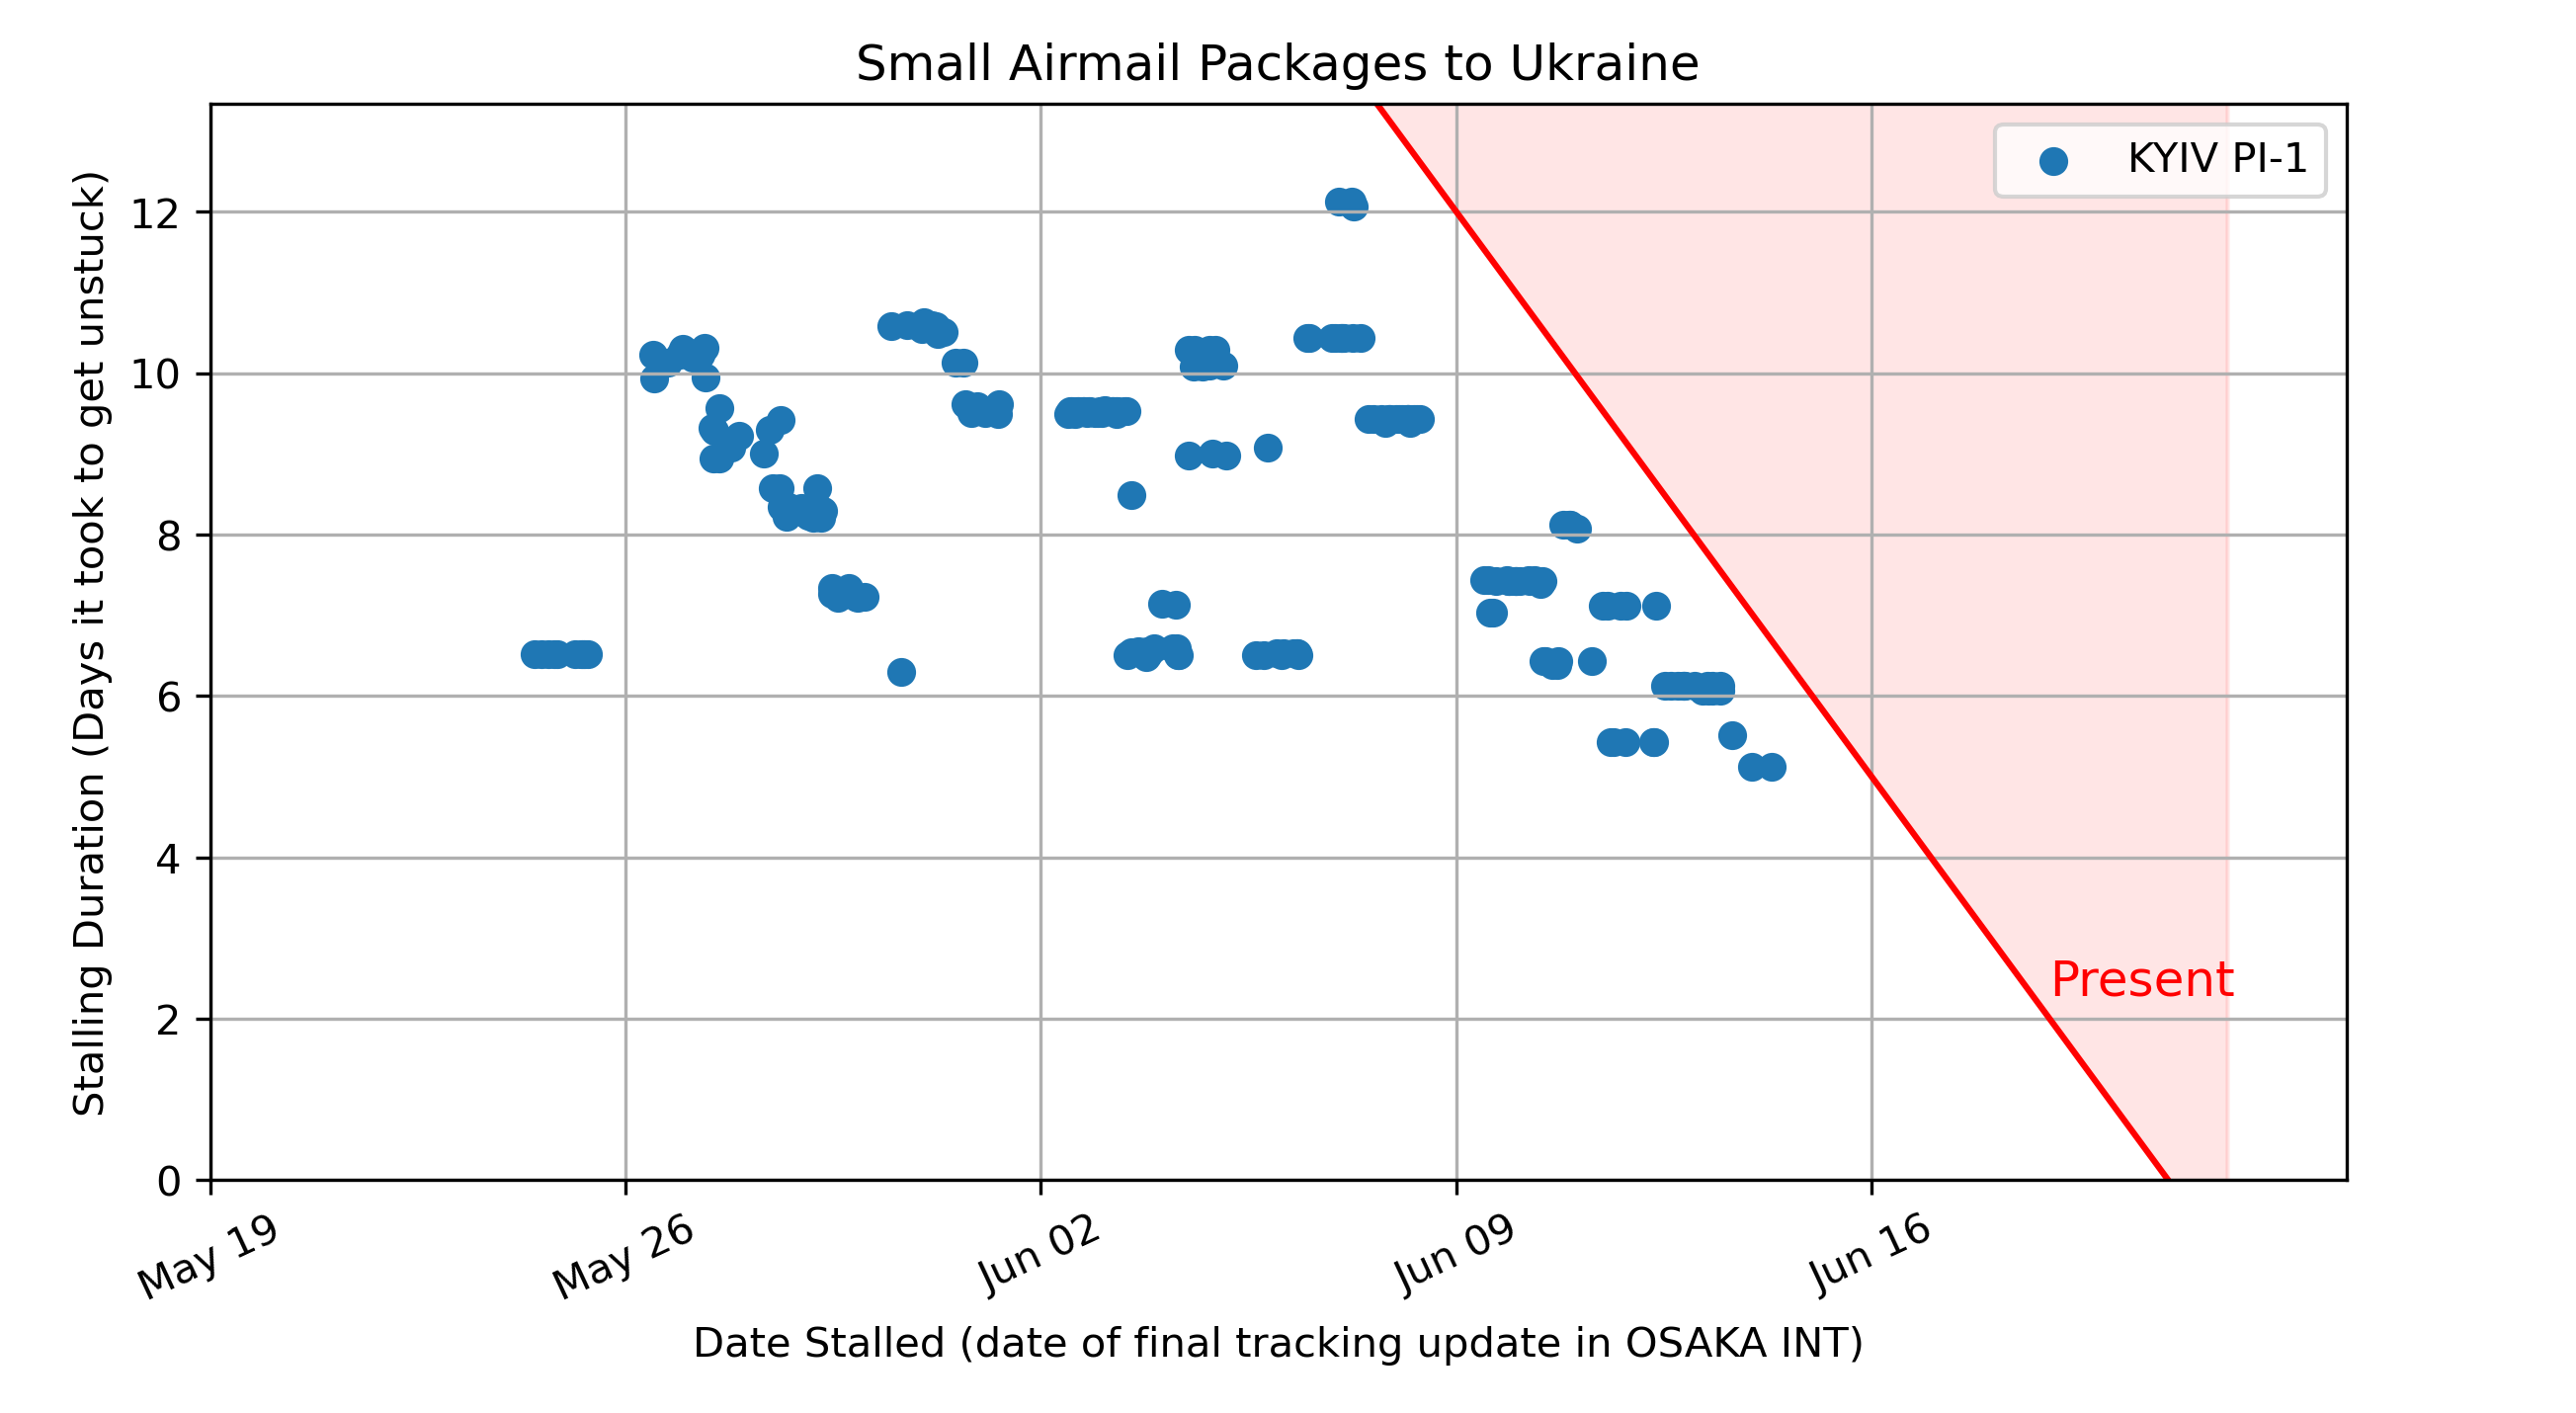 Small Airmail Packages to Ukraine
Stalling Duration (Days it took to get unstuck)
12
10
8
6
4
2
0
KYIV PI-1
Present
May 19
May 26
Jun 02
Jun 09
Jun 16
Date Stalled (date of final tracking update in OSAKA INT)